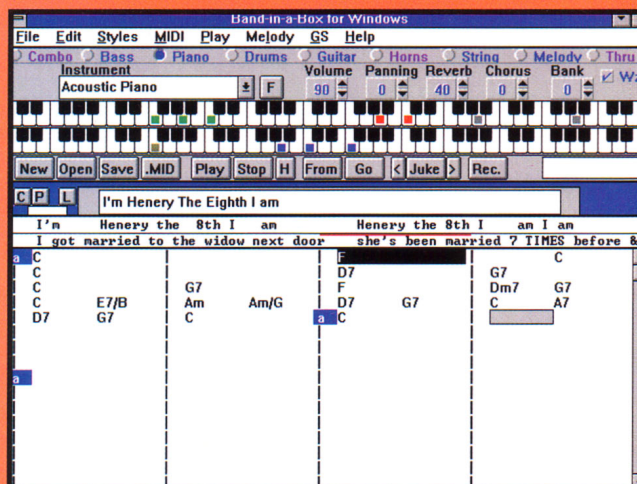 Band-in-a-Box for Windows
File Edit Styles MIDI Play Melody GS Help
Combo Bass Piano Drums Guitar Horns String Melody Thru
Instrument Volume Panning Reverb Chorus Bank
Acoustic Piano F 90 0 40 0 0
New Open Save .MID Play Stop H From Go < Juke > Rec.
C P L I'm Henery The Eighth I am
I'm Henery the 8th I am Henery the 8th I am I am
I got married to the widow next door she's been married 7 TIMES before &
a C F C
C D7 G7
C G7 F Dm7 G7
C E7/B Am Am/G D7 G7 C A7
D7 G7 C a C
a